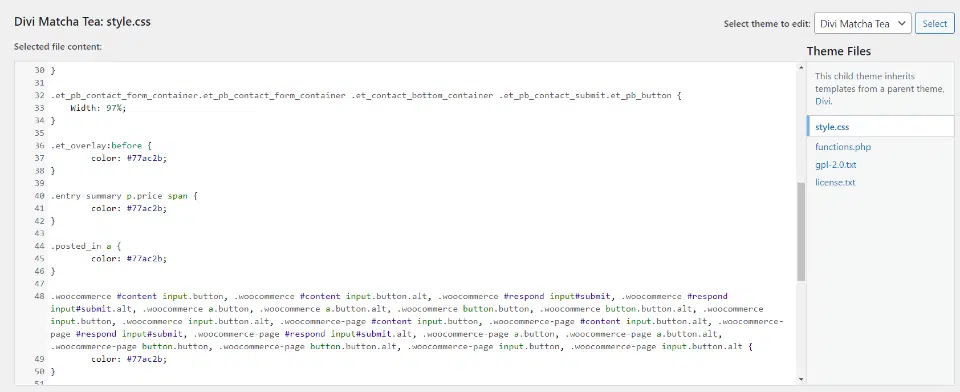 Divi Matcha Tea: style.css
Select theme to edit: Divi Matcha Tea Select
Selected file content:
Theme Files
30 }
31
32 .et_pb_contact_form_container.et_pb_contact_form_container .et_contact_bottom_container .et_pb_contact_submit.et_pb_button {
33 Width: 97%;
34 }
35
36 .et_overlay:before {
37 color: #77ac2b;
38 }
39
40 .entry-summary p.price span {
41 color: #77ac2b;
42 }
43
44 .posted_in a {
45 color: #77ac2b;
46 }
47
48 .woocommerce #content input.button, .woocommerce #content input.button.alt, .woocommerce #respond input#submit, .woocommerce #respond
input#submit.alt, .woocommerce a.button, .woocommerce a.button.alt, .woocommerce button.button, .woocommerce button.button.alt, .woocommerce
input.button, .woocommerce input.button.alt, .woocommerce-page #content input.button, .woocommerce-page #content input.button.alt, .woocommerce-
page #respond input#submit, .woocommerce-page #respond input#submit.alt, .woocommerce-page a.button, .woocommerce-page a.button.alt,
.woocommerce-page button.button, .woocommerce-page button.button.alt, .woocommerce-page input.button, .woocommerce-page input.button.alt {
49 color: #77ac2b;
50 }
51
This child theme inherits
templates from a parent theme,
Divi.
style.css
functions.php
gpl-2.0.txt
license.txt